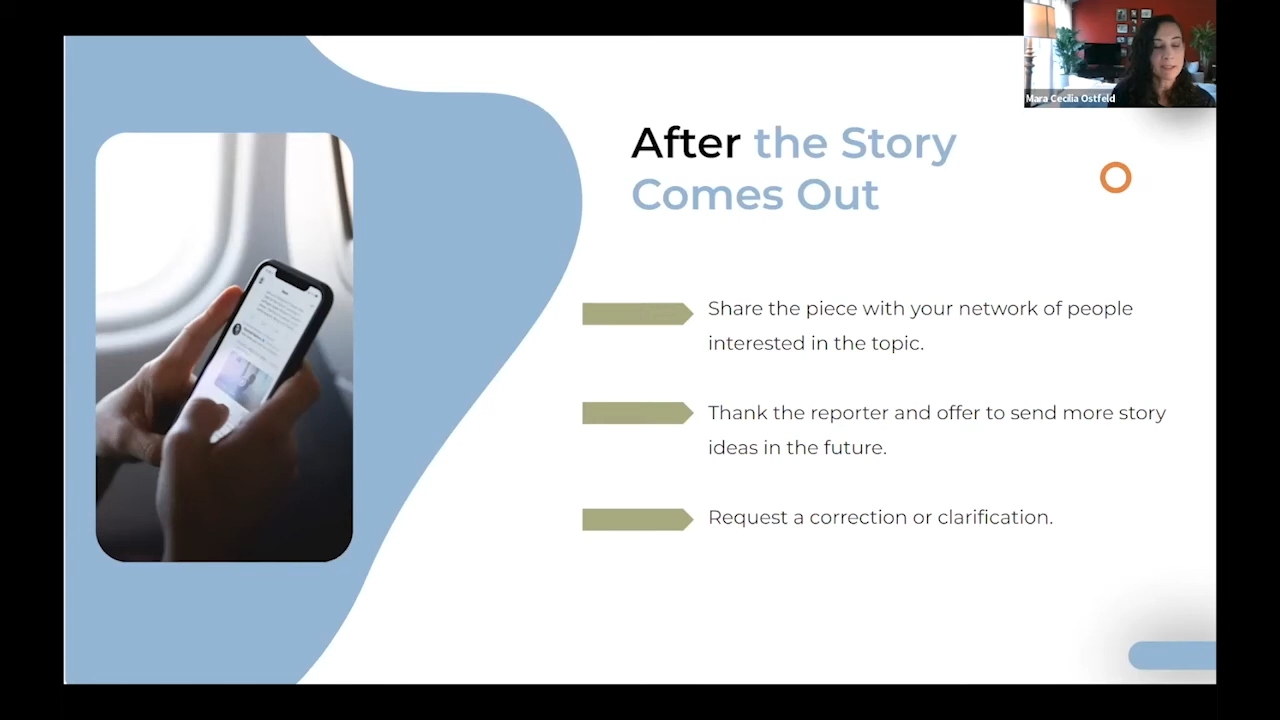 Mara Cecilia Ostfeld
After the Story
Comes Out
Share the piece with your network of people
interested in the topic.
Thank the reporter and offer to send more story
ideas in the future.
Request a correction or clarification.